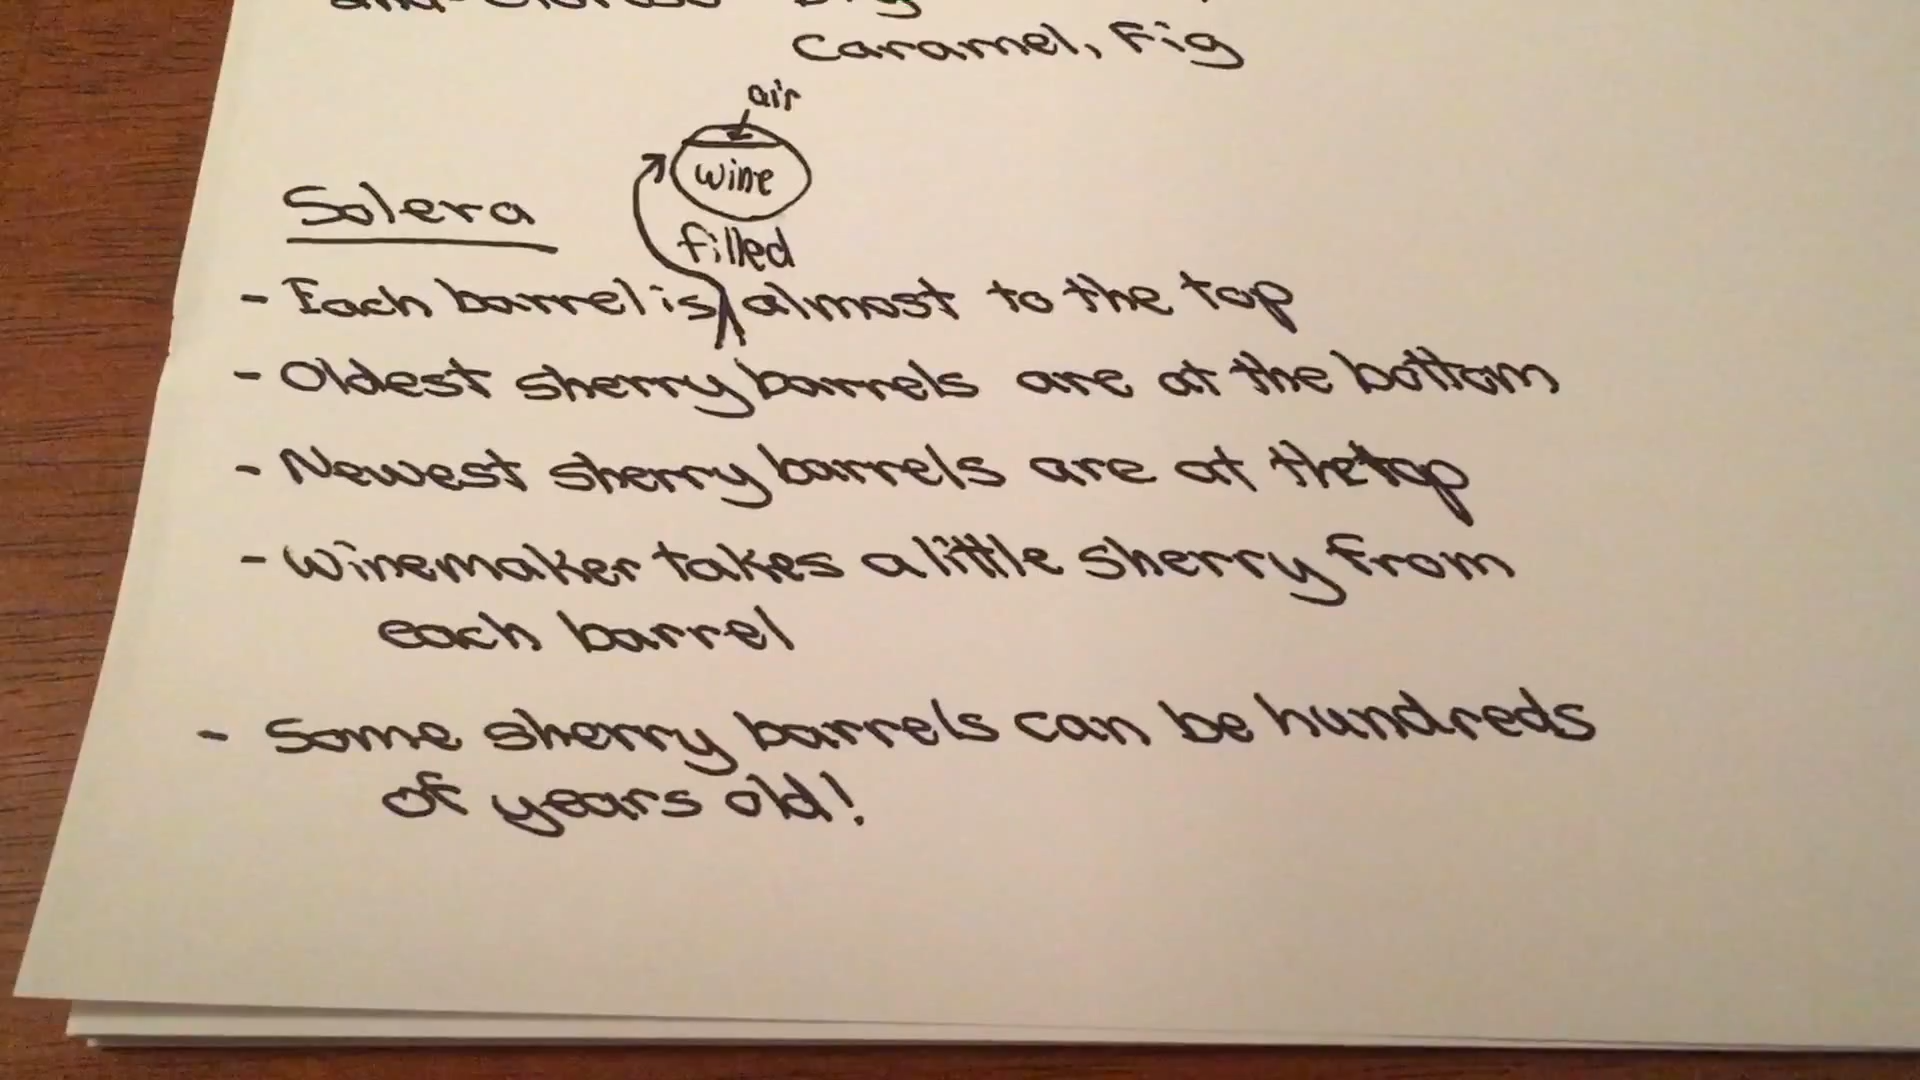 Caramel, Fig
air
wine
Solera
filled
- Each barrel is almost to the top
- Oldest sherry barrels are at the bottom
- Newest sherry barrels are at the top
- Winemaker takes a little sherry from
each barrel
- Some sherry barrels can be hundreds
of years old!